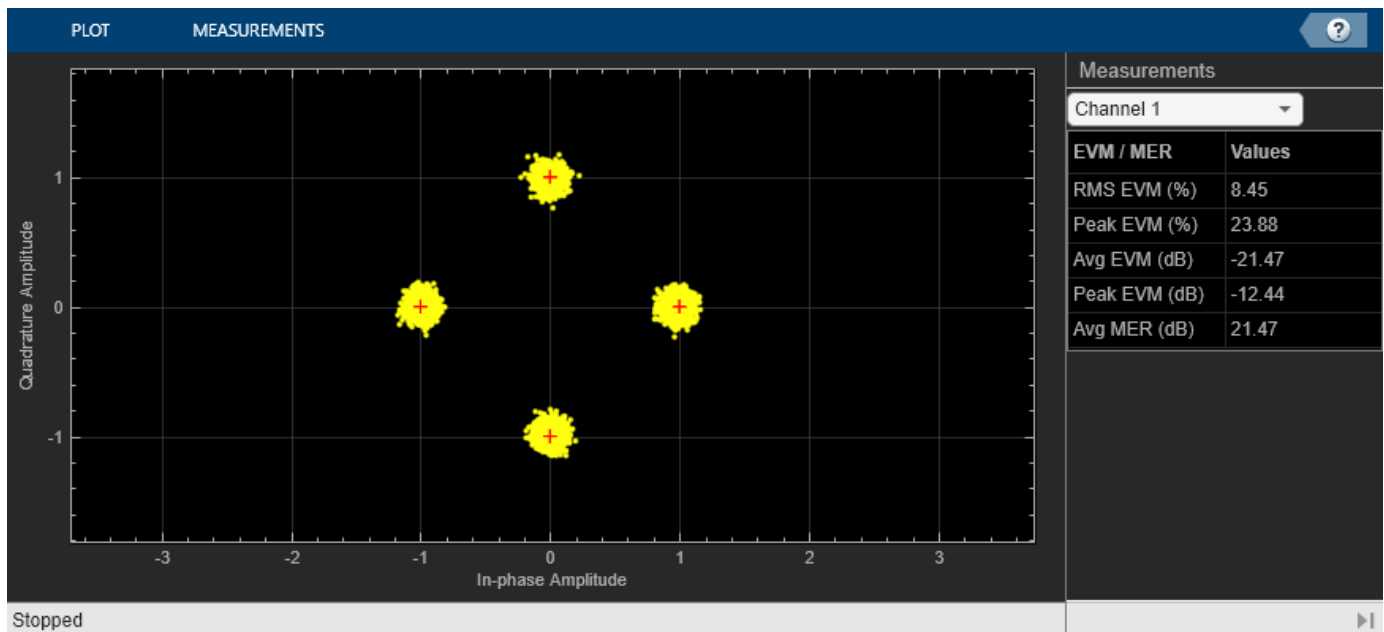 PLOT MEASUREMENTS ?
1
0
-1
Quadrature Amplitude
-3 -2 -1 0 1 2 3
In-phase Amplitude
Stopped
Measurements
Channel 1
EVM / MER Values
RMS EVM (%) 8.45
Peak EVM (%) 23.88
Avg EVM (dB) -21.47
Peak EVM (dB) -12.44
Avg MER (dB) 21.47